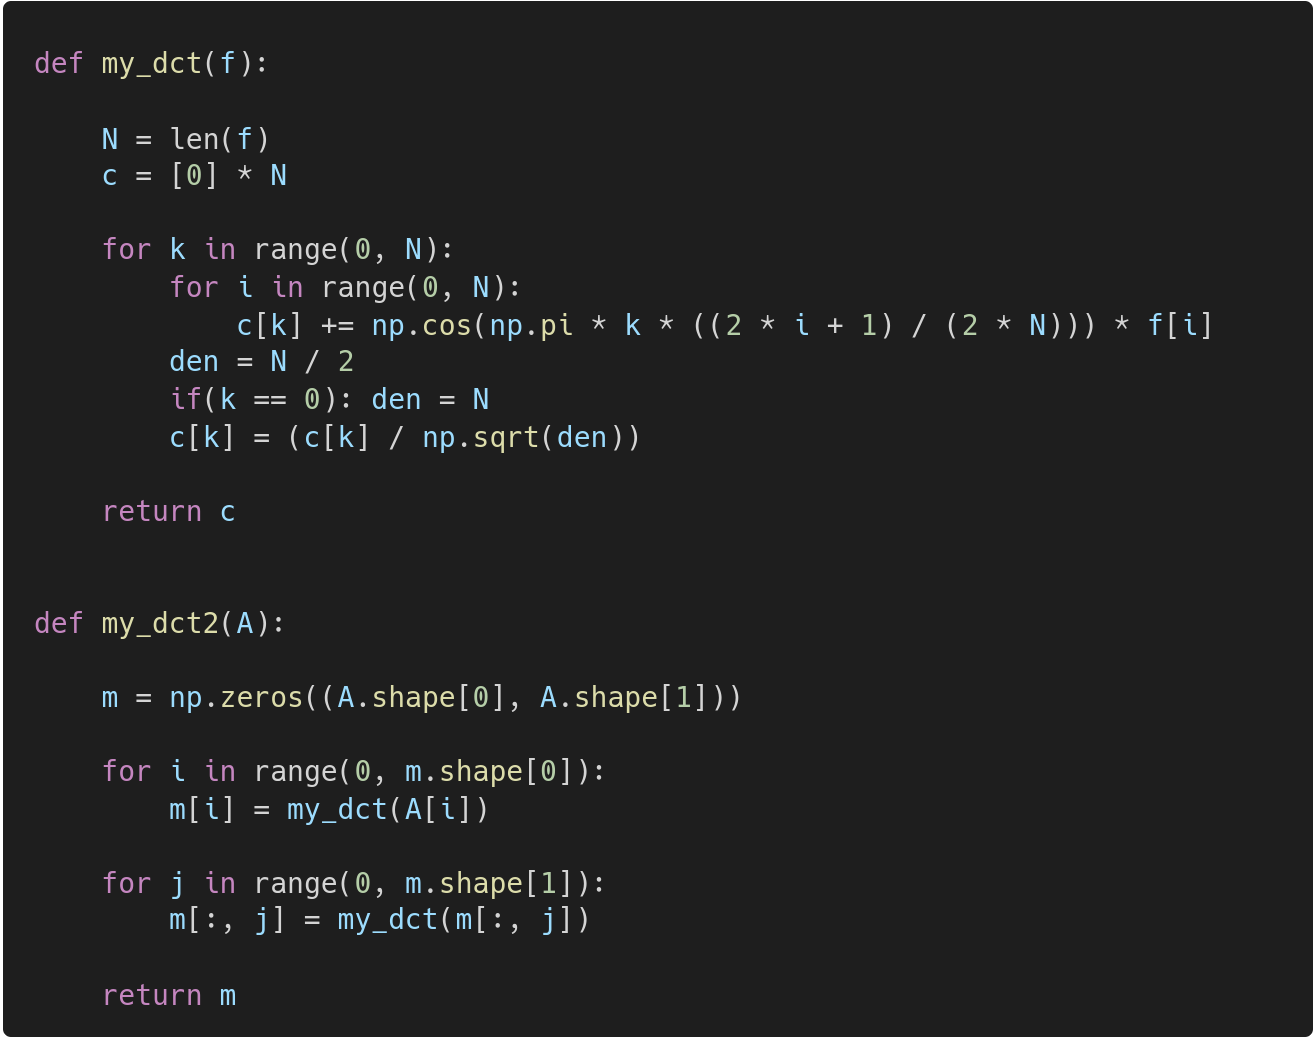 def my_dct(f):

    N = len(f)
    c = [0] * N

    for k in range(0, N):
        for i in range(0, N):
            c[k] += np.cos(np.pi * k * ((2 * i + 1) / (2 * N))) * f[i]
        den = N / 2
        if(k == 0): den = N
        c[k] = (c[k] / np.sqrt(den))

    return c


def my_dct2(A):

    m = np.zeros((A.shape[0], A.shape[1]))

    for i in range(0, m.shape[0]):
        m[i] = my_dct(A[i])

    for j in range(0, m.shape[1]):
        m[:, j] = my_dct(m[:, j])

    return m